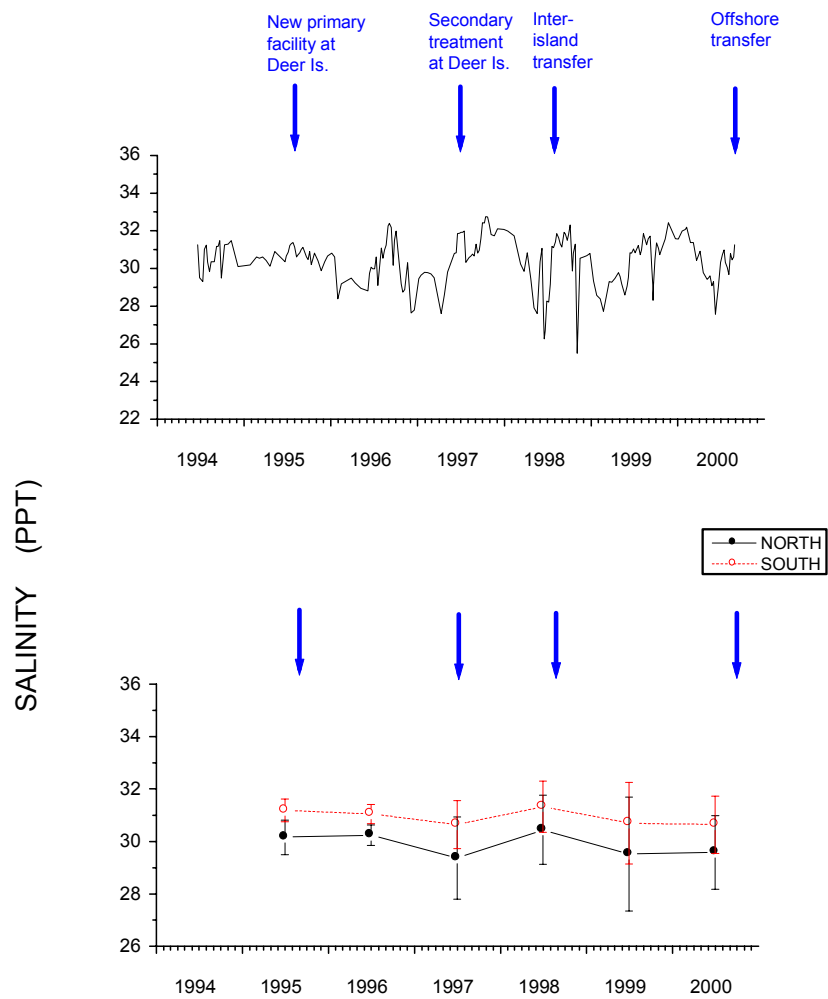 New primary
facility at
Deer Is.
Secondary
treatment
at Deer Is.
Inter-
island
transfer
Offshore
transfer
36
34
32
30
28
26
24
22
1994
1995
1996
1997
1998
1999
2000
SALINITY (PPT)
NORTH
SOUTH
36
34
32
30
28
26
1994
1995
1996
1997
1998
1999
2000